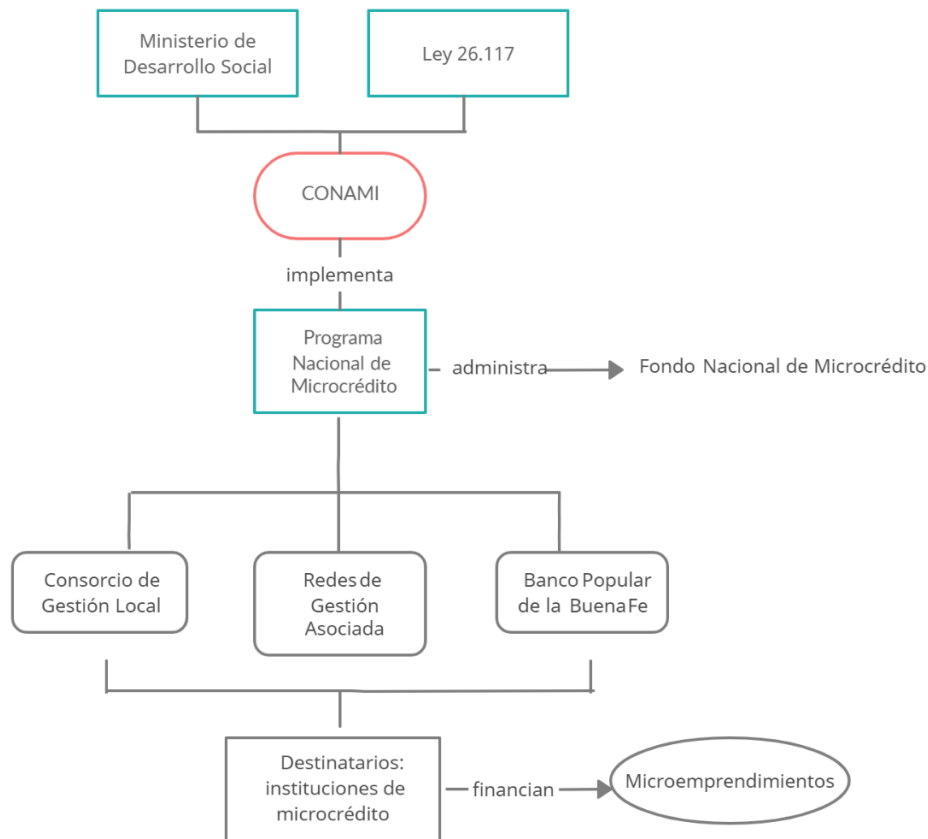 Ministerio de
Desarrollo Social
Ley 26.117
CONAMI
implementa
Programa
Nacional de
Microcrédito
administra
Fondo Nacional de Microcrédito
Consorcio de
Gestión Local
Redes de
Gestión
Asociada
Banco Popular
de la Buena Fe
Destinatarios:
instituciones de
microcrédito
financian
Microemprendimientos